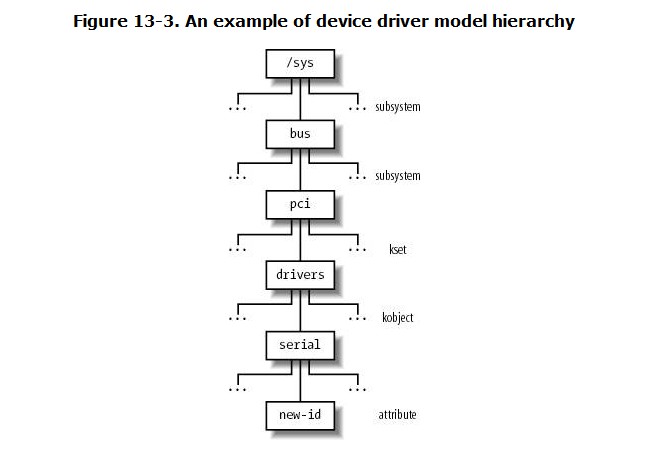 Figure 13-3. An example of device driver model hierarchy
/sys
... ... subsystem
bus
... ... subsystem
pci
... ... kset
drivers
... ... kobject
serial
... ...
new-id attribute